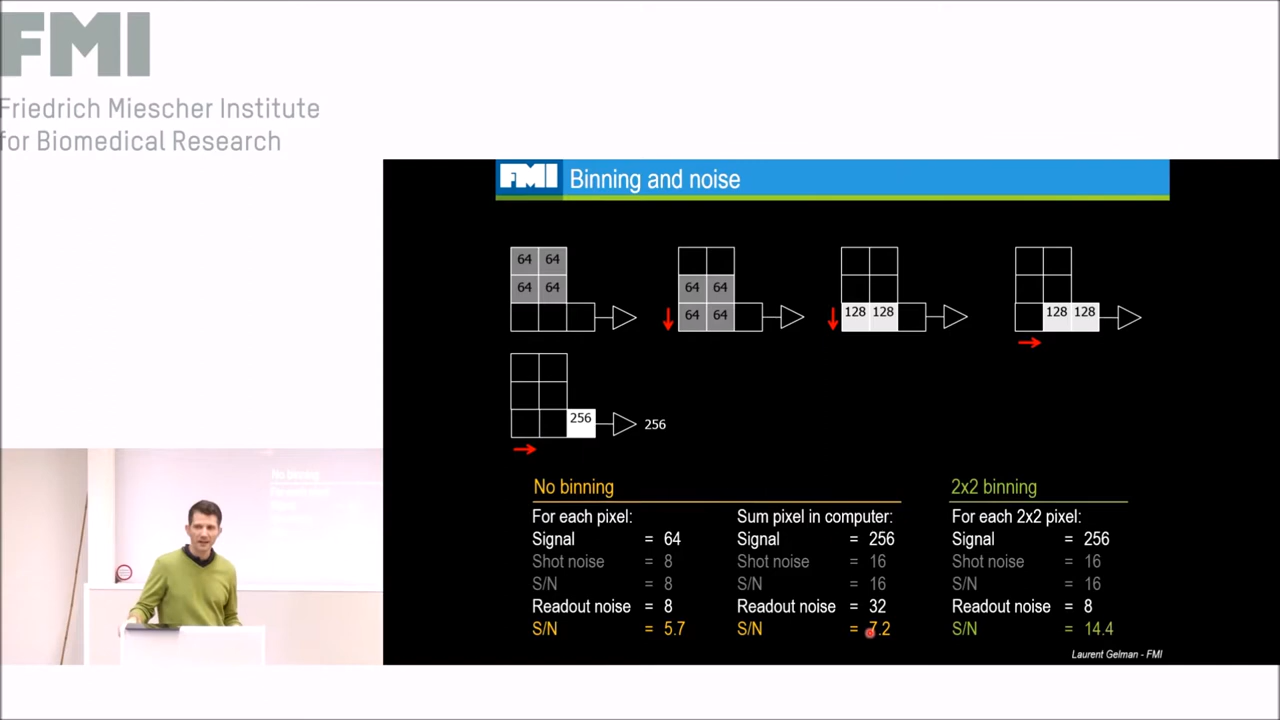 FMI
Friedrich Miescher Institute
for Biomedical Research
FMI Binning and noise
64 64
64 64
64 64
64 64
128 128
128 128
256 256
No binning
For each pixel:
Signal = 64
Shot noise = 8
S/N = 8
Readout noise = 8
S/N = 5.7
Sum pixel in computer:
Signal = 256
Shot noise = 16
S/N = 16
Readout noise = 32
S/N = 7.2
2x2 binning
For each 2x2 pixel:
Signal = 256
Shot noise = 16
S/N = 16
Readout noise = 8
S/N = 14.4
Laurent Gelman - FMI
No binning